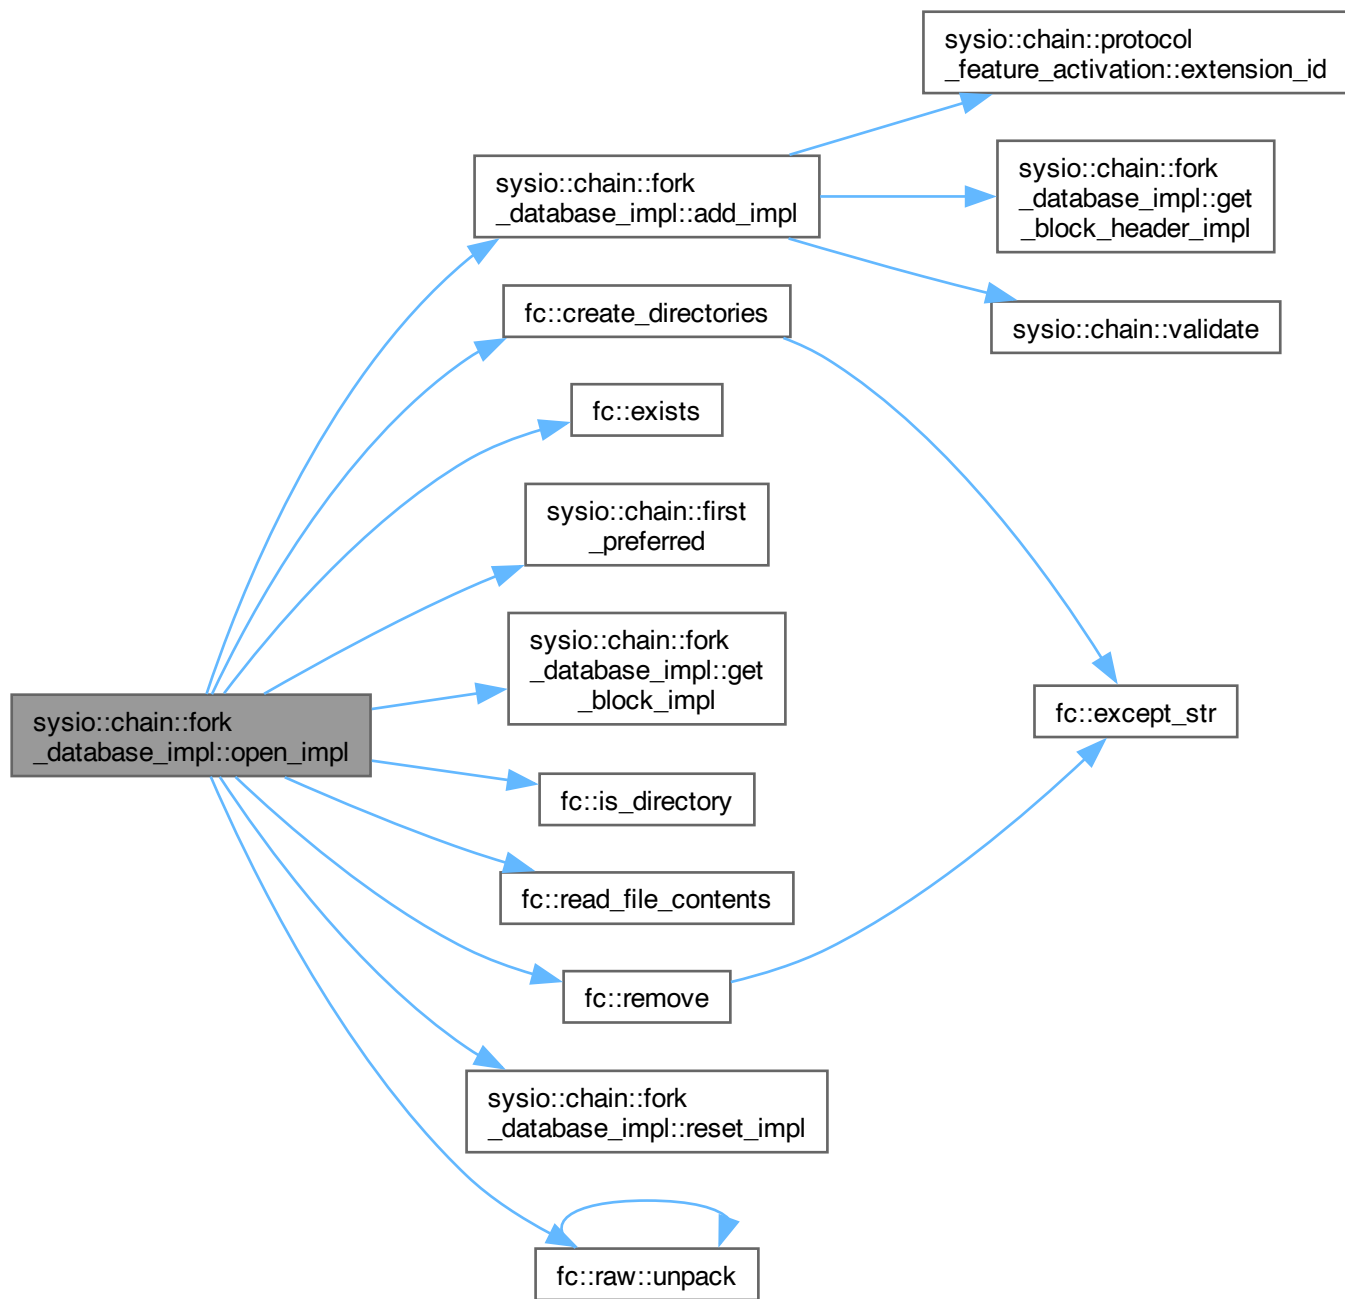 sysio::chain::protocol
_feature_activation::extension_id
sysio::chain::fork
_database_impl::add_impl
sysio::chain::fork
_database_impl::get
_block_header_impl
fc::create_directories
sysio::chain::validate
fc::exists
sysio::chain::first
_preferred
sysio::chain::fork
_database_impl::get
_block_impl
sysio::chain::fork
_database_impl::open_impl
fc::except_str
fc::is_directory
fc::read_file_contents
fc::remove
sysio::chain::fork
_database_impl::reset_impl
fc::raw::unpack